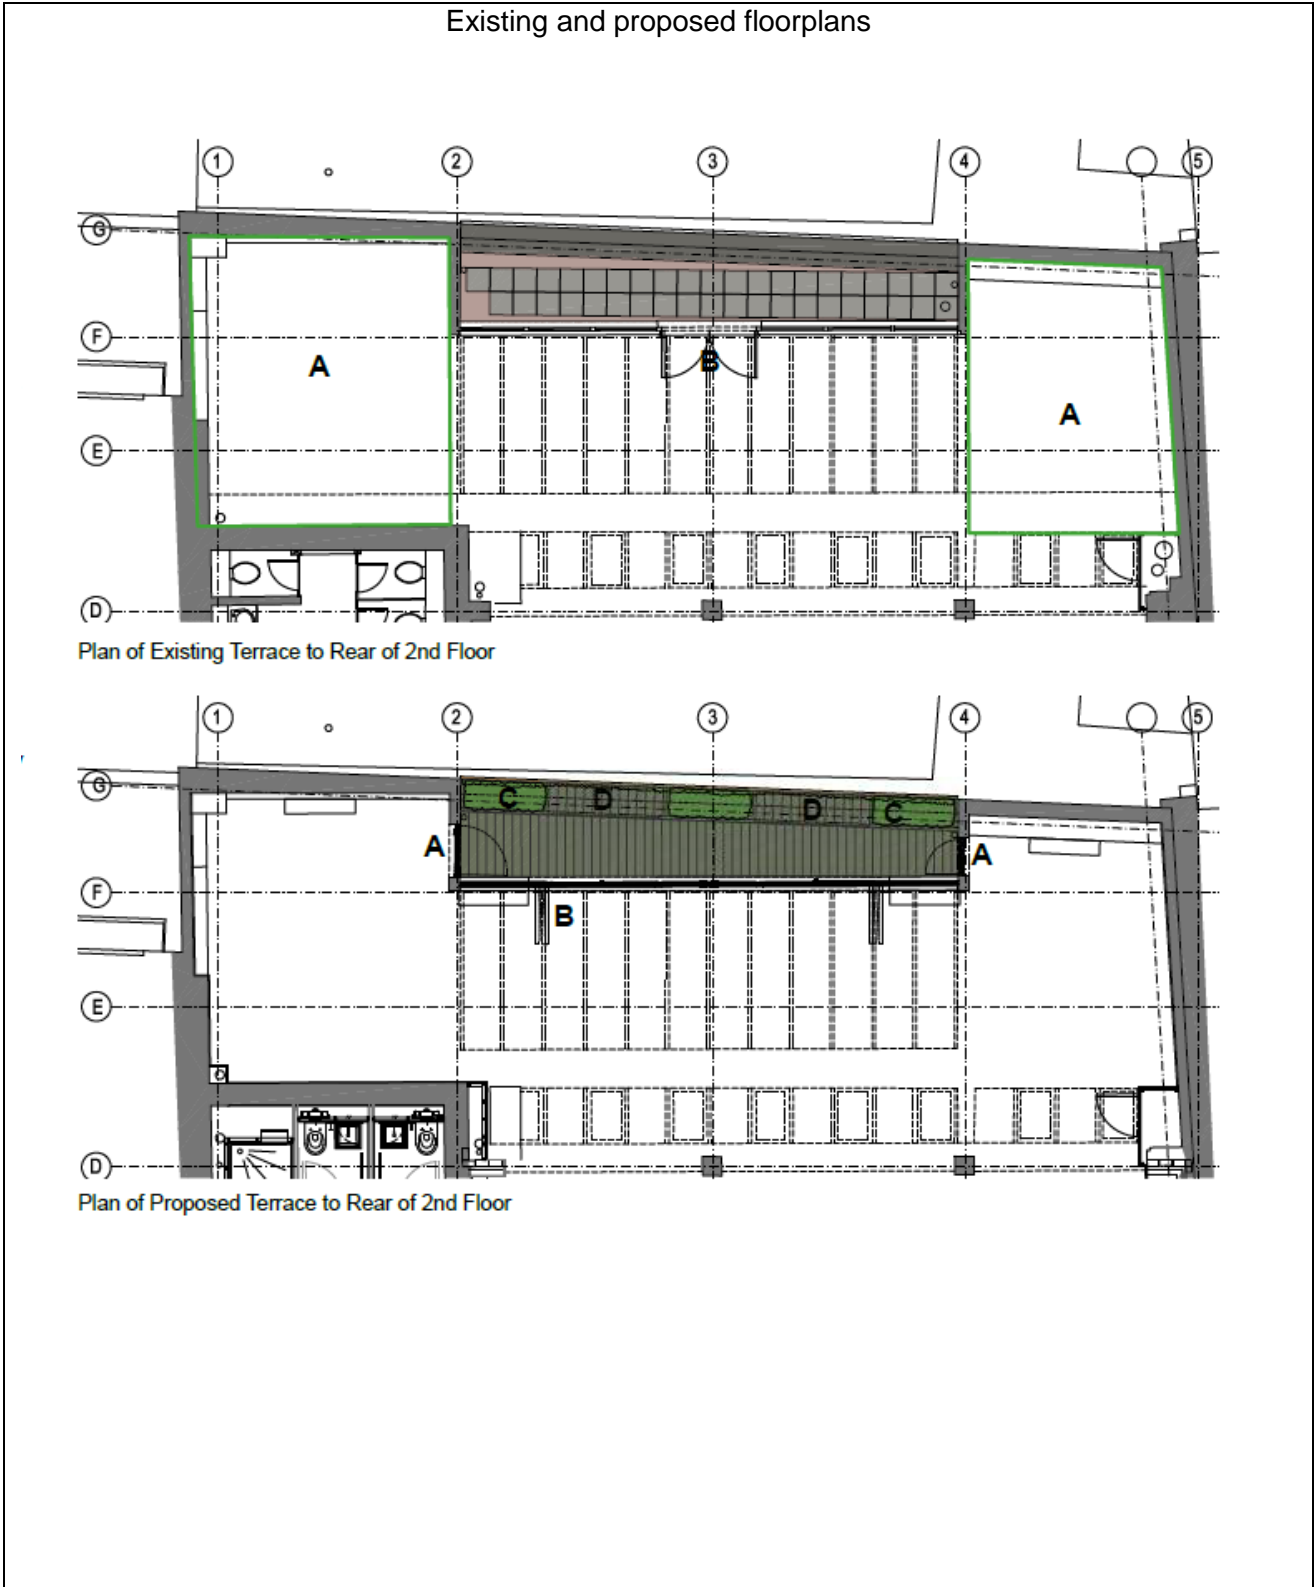 Existing and proposed floorplans
1 2 3 4 5
G
F
A B A
E
D
Plan of Existing Terrace to Rear of 2nd Floor
1 2 3 4 5
G
C D D C
A A
F
B
E
D
Plan of Proposed Terrace to Rear of 2nd Floor